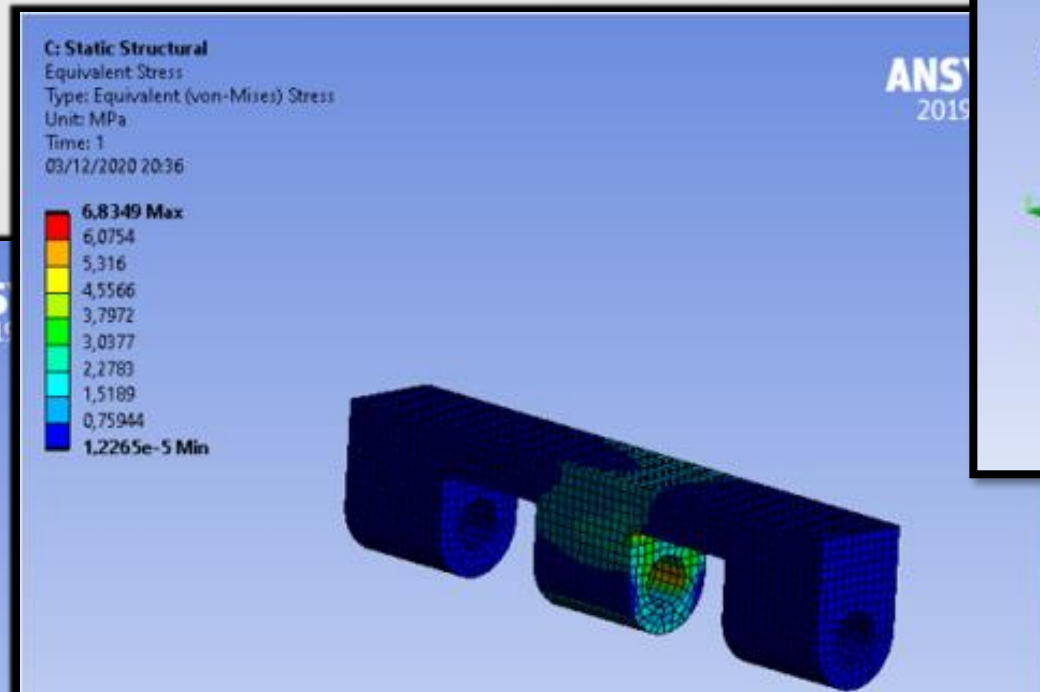 C: Static Structural
Equivalent Stress
Type: Equivalent (von-Mises) Stress
Unit: MPa
Time: 1
03/12/2020 20:36
ANSY
2019
6,8349 Max
6,0754
5,316
4,5566
3,7972
3,0377
2,2783
1,5189
0,75944
1,2265e-5 Min